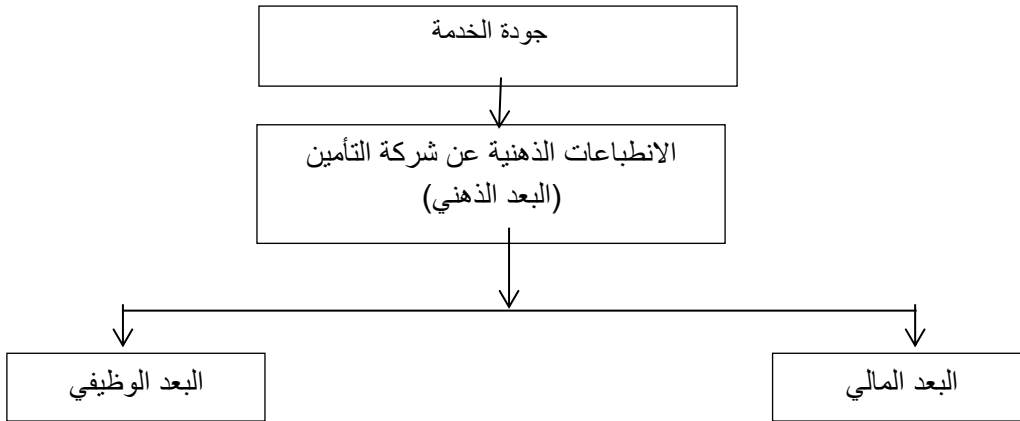 جودة الخدمة
الانطباعات الذهنية عن شركة التأمين
(البعد الذهني)
البعد المالي
البعد الوظيفي